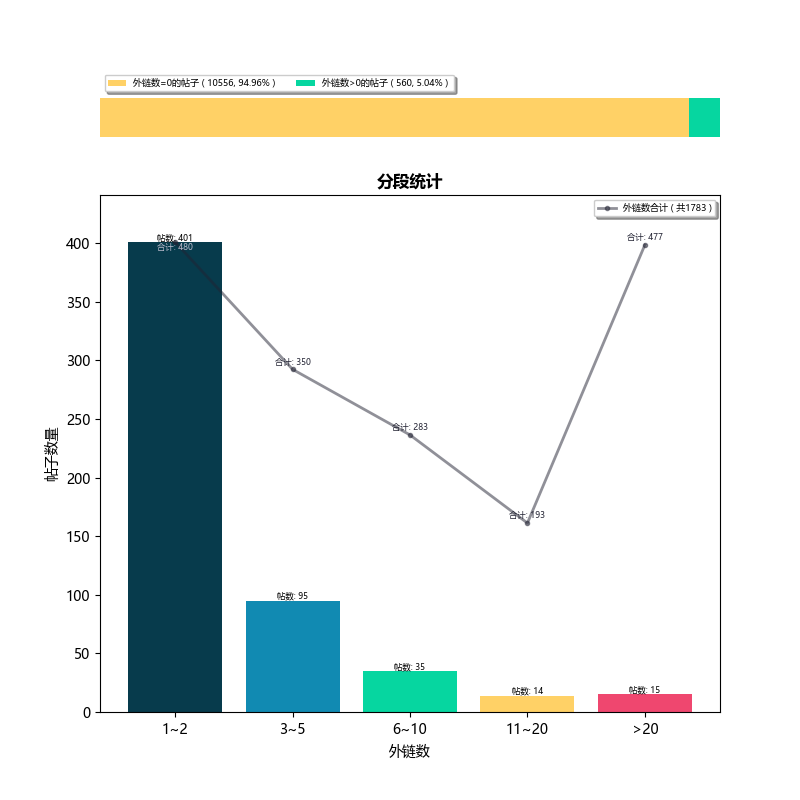 外链数=0的帖子 ( 10556, 94.96% ) 外链数>0的帖子 ( 560, 5.04% )
分段统计
外链数合计 ( 共1783 )
帖数: 401
合计: 480
合计: 477
合计: 350
合计: 283
合计: 193
帖数: 95
帖数: 35
帖数: 14
帖数: 15
400
350
300
250
200
150
100
50
0
帖子数量
1~2 3~5 6~10 11~20 >20
外链数